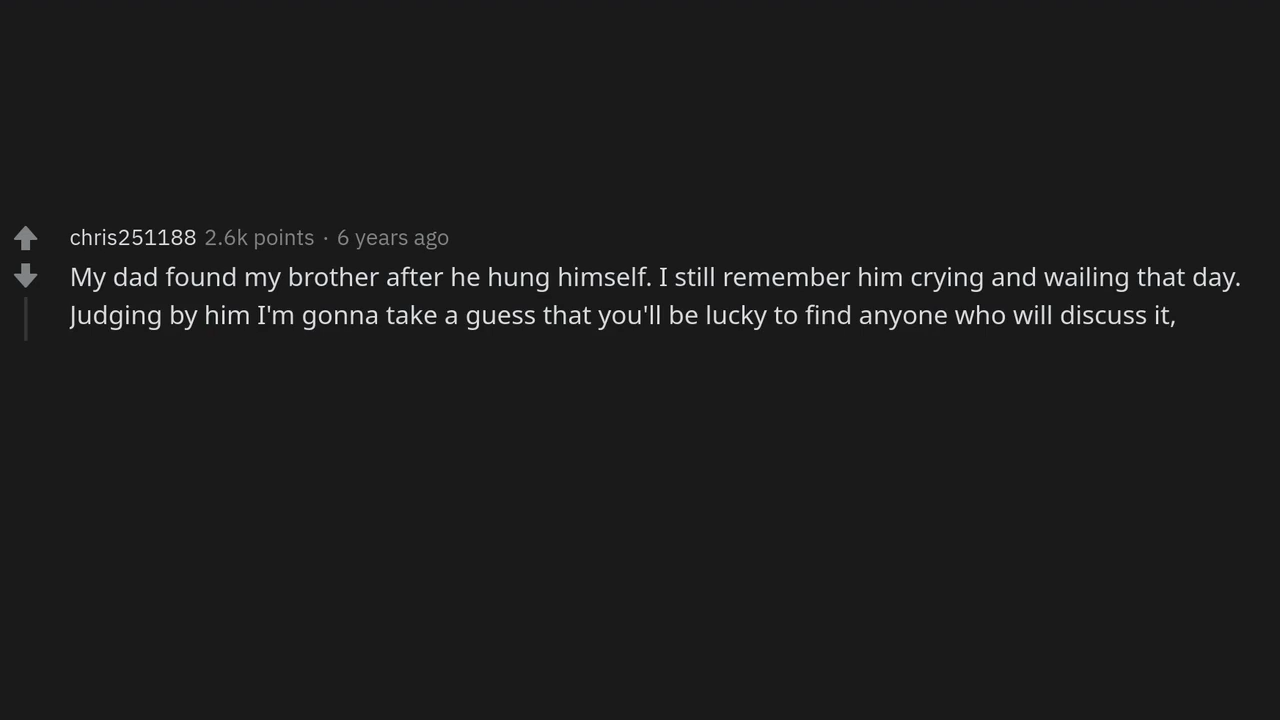 chris251188 2.6k points · 6 years ago
My dad found my brother after he hung himself. I still remember him crying and wailing that day.
Judging by him I'm gonna take a guess that you'll be lucky to find anyone who will discuss it,